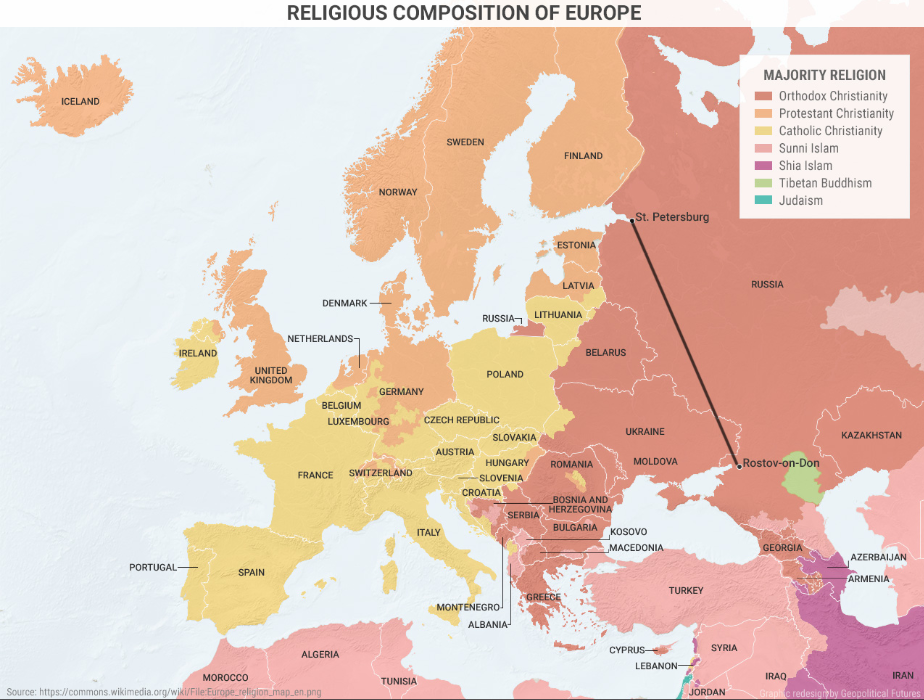 RELIGIOUS COMPOSITION OF EUROPE
MAJORITY RELIGION
Orthodox Christianity
Protestant Christianity
Catholic Christianity
Sunni Islam
Shia Islam
Tibetan Buddhism
Judaism
ICELAND
SWEDEN
FINLAND
NORWAY
St. Petersburg
ESTONIA
RUSSIA
LATVIA
DENMARK
LITHUANIA
RUSSIA
NETHERLANDS
IRELAND
BELARUS
UNITED
KINGDOM
POLAND
GERMANY
BELGIUM
LUXEMBOURG
CZECH REPUBLIC
UKRAINE
KAZAKHSTAN
SLOVAKIA
AUSTRIA
HUNGARY
ROMANIA
MOLDOVA
Rostov-on-Don
FRANCE
SWITZERLAND
SLOVENIA
CROATIA
BOSNIA AND
HERZEGOVINA
SERBIA
BULGARIA
ITALY
KOSOVO
MACEDONIA
GEORGIA
AZERBAIJAN
PORTUGAL
SPAIN
ARMENIA
TURKEY
GREECE
MONTENEGRO
ALBANIA
CYPRUS
SYRIA
LEBANON
ALGERIA
MOROCCO
TUNISIA
IRAQ
IRAN
JORDAN
Source: https://commons.wikimedia.org/wiki/File:Europe_religion_map_en.png
Graphic redesign by Geopolitical Futures